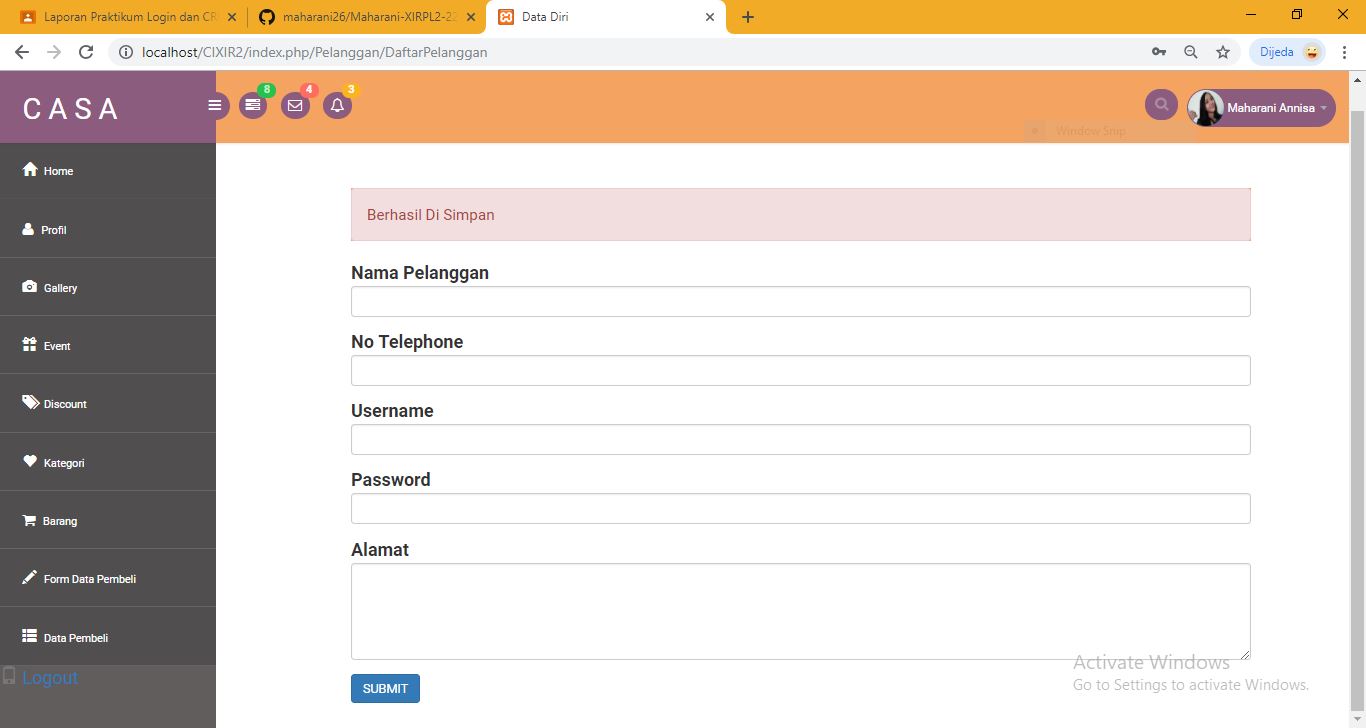 Laporan Praktikum Login dan CR
maharani26/Maharani-XIRPL2-22
Data Diri
localhost/CIXIR2/index.php/Pelanggan/DaftarPelanggan
Dijeda
CASA
8
4
3
Maharani Annisa
Window Snip
Home
Profil
Gallery
Event
Discount
Kategori
Barang
Form Data Pembeli
Data Pembeli
Logout
Berhasil Di Simpan
Nama Pelanggan
No Telephone
Username
Password
Alamat
SUBMIT
Activate Windows
Go to Settings to activate Windows.